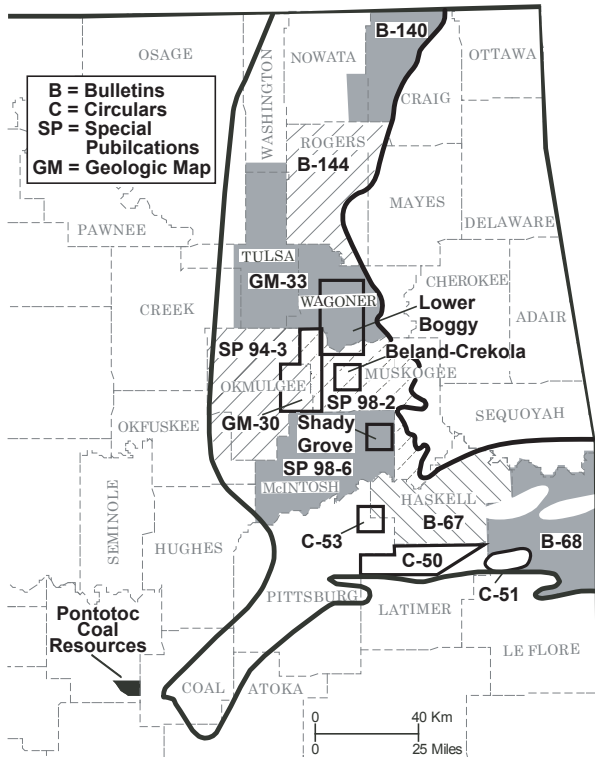 B-140
OSAGE
NOWATA
OTTAWA
WASHINGTON
CRAIG
B = Bulletins
C = Circulars
SP = Special
Pubilcations
GM = Geologic Map
ROGERS
B-144
MAYES
PAWNEE
DELAWARE
TULSA
GM-33
CHEROKEE
WAGONER
Lower
Boggy
CREEK
ADAIR
SP 94-3
Beland-Crekola
OKMULGEE
MUSKOGEE
SP 98-2
GM-30
SEQUOYAH
OKFUSKEE
Shady
Grove
SP 98-6
McINTOSH
HASKELL
SEMINOLE
B-67
C-53
HUGHES
B-68
C-50
C-51
PITTSBURG
LATIMER
Pontotoc
Coal
Resources
LE FLORE
COAL
ATOKA
0 40 Km
0 25 Miles